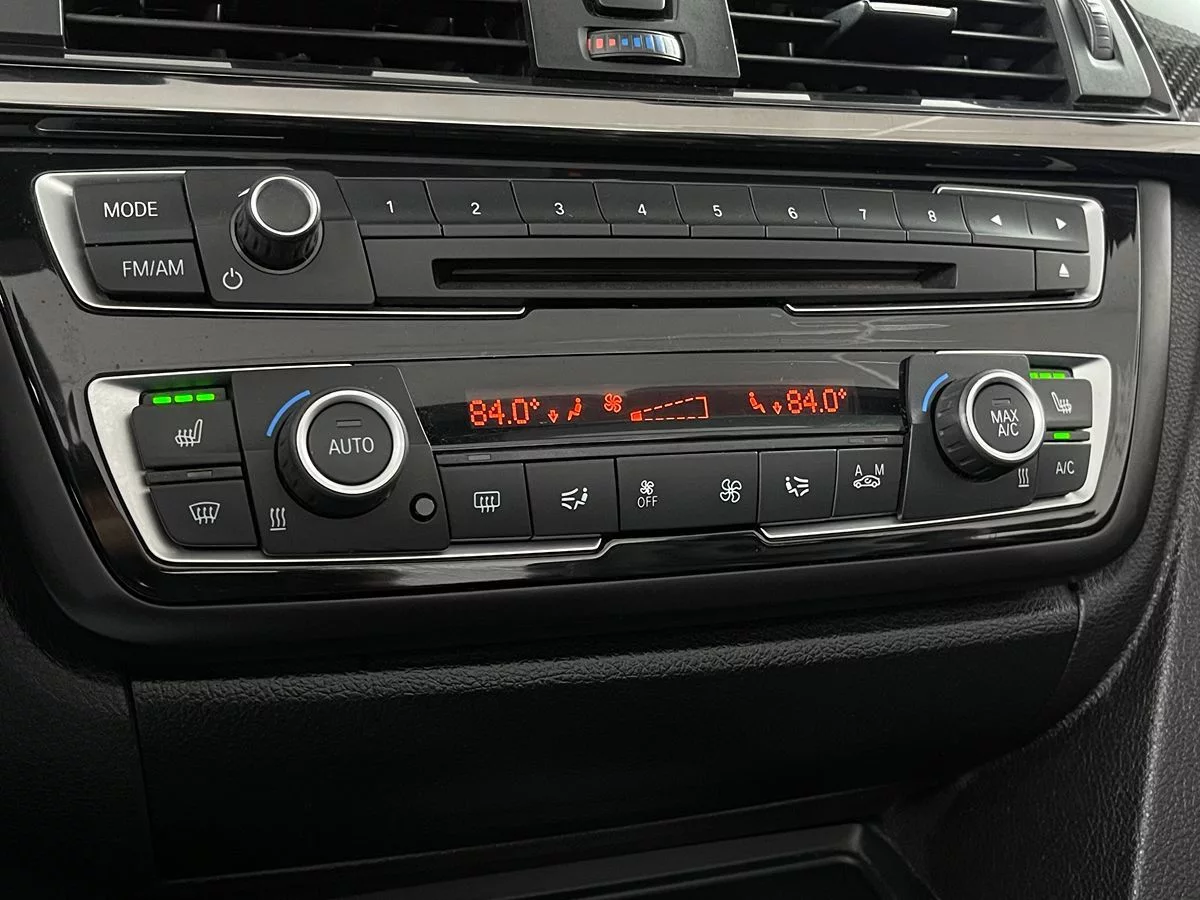 MODE
1 2 3 4 5 6 7 8
FM/AM
84.0° 84.0°
AUTO
MAX
A/C
A M
OFF
A/C